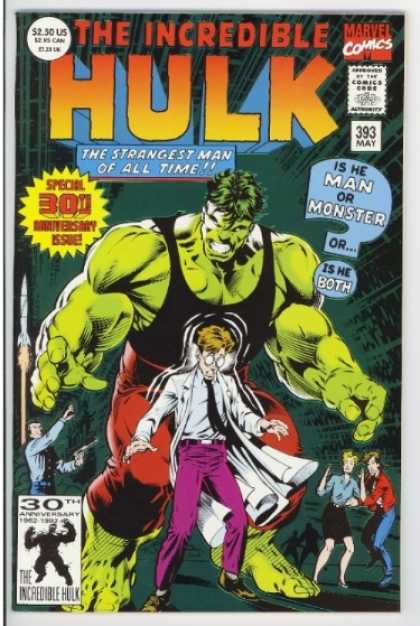 $2.50 US
$2.95 CAN
£1.25 UK
THE INCREDIBLE
HULK
MARVEL
COMICS
APPROVED
BY THE
COMICS
CODE
AUTHORITY
393
MAY
THE STRANGEST MAN
OF ALL TIME!!
SPECIAL
30TH
ANNIVERSARY
ISSUE!
IS HE
MAN
OR
MONSTER
OR...
IS HE
BOTH
30TH
ANNIVERSARY
1962-1992
THE
INCREDIBLE HULK